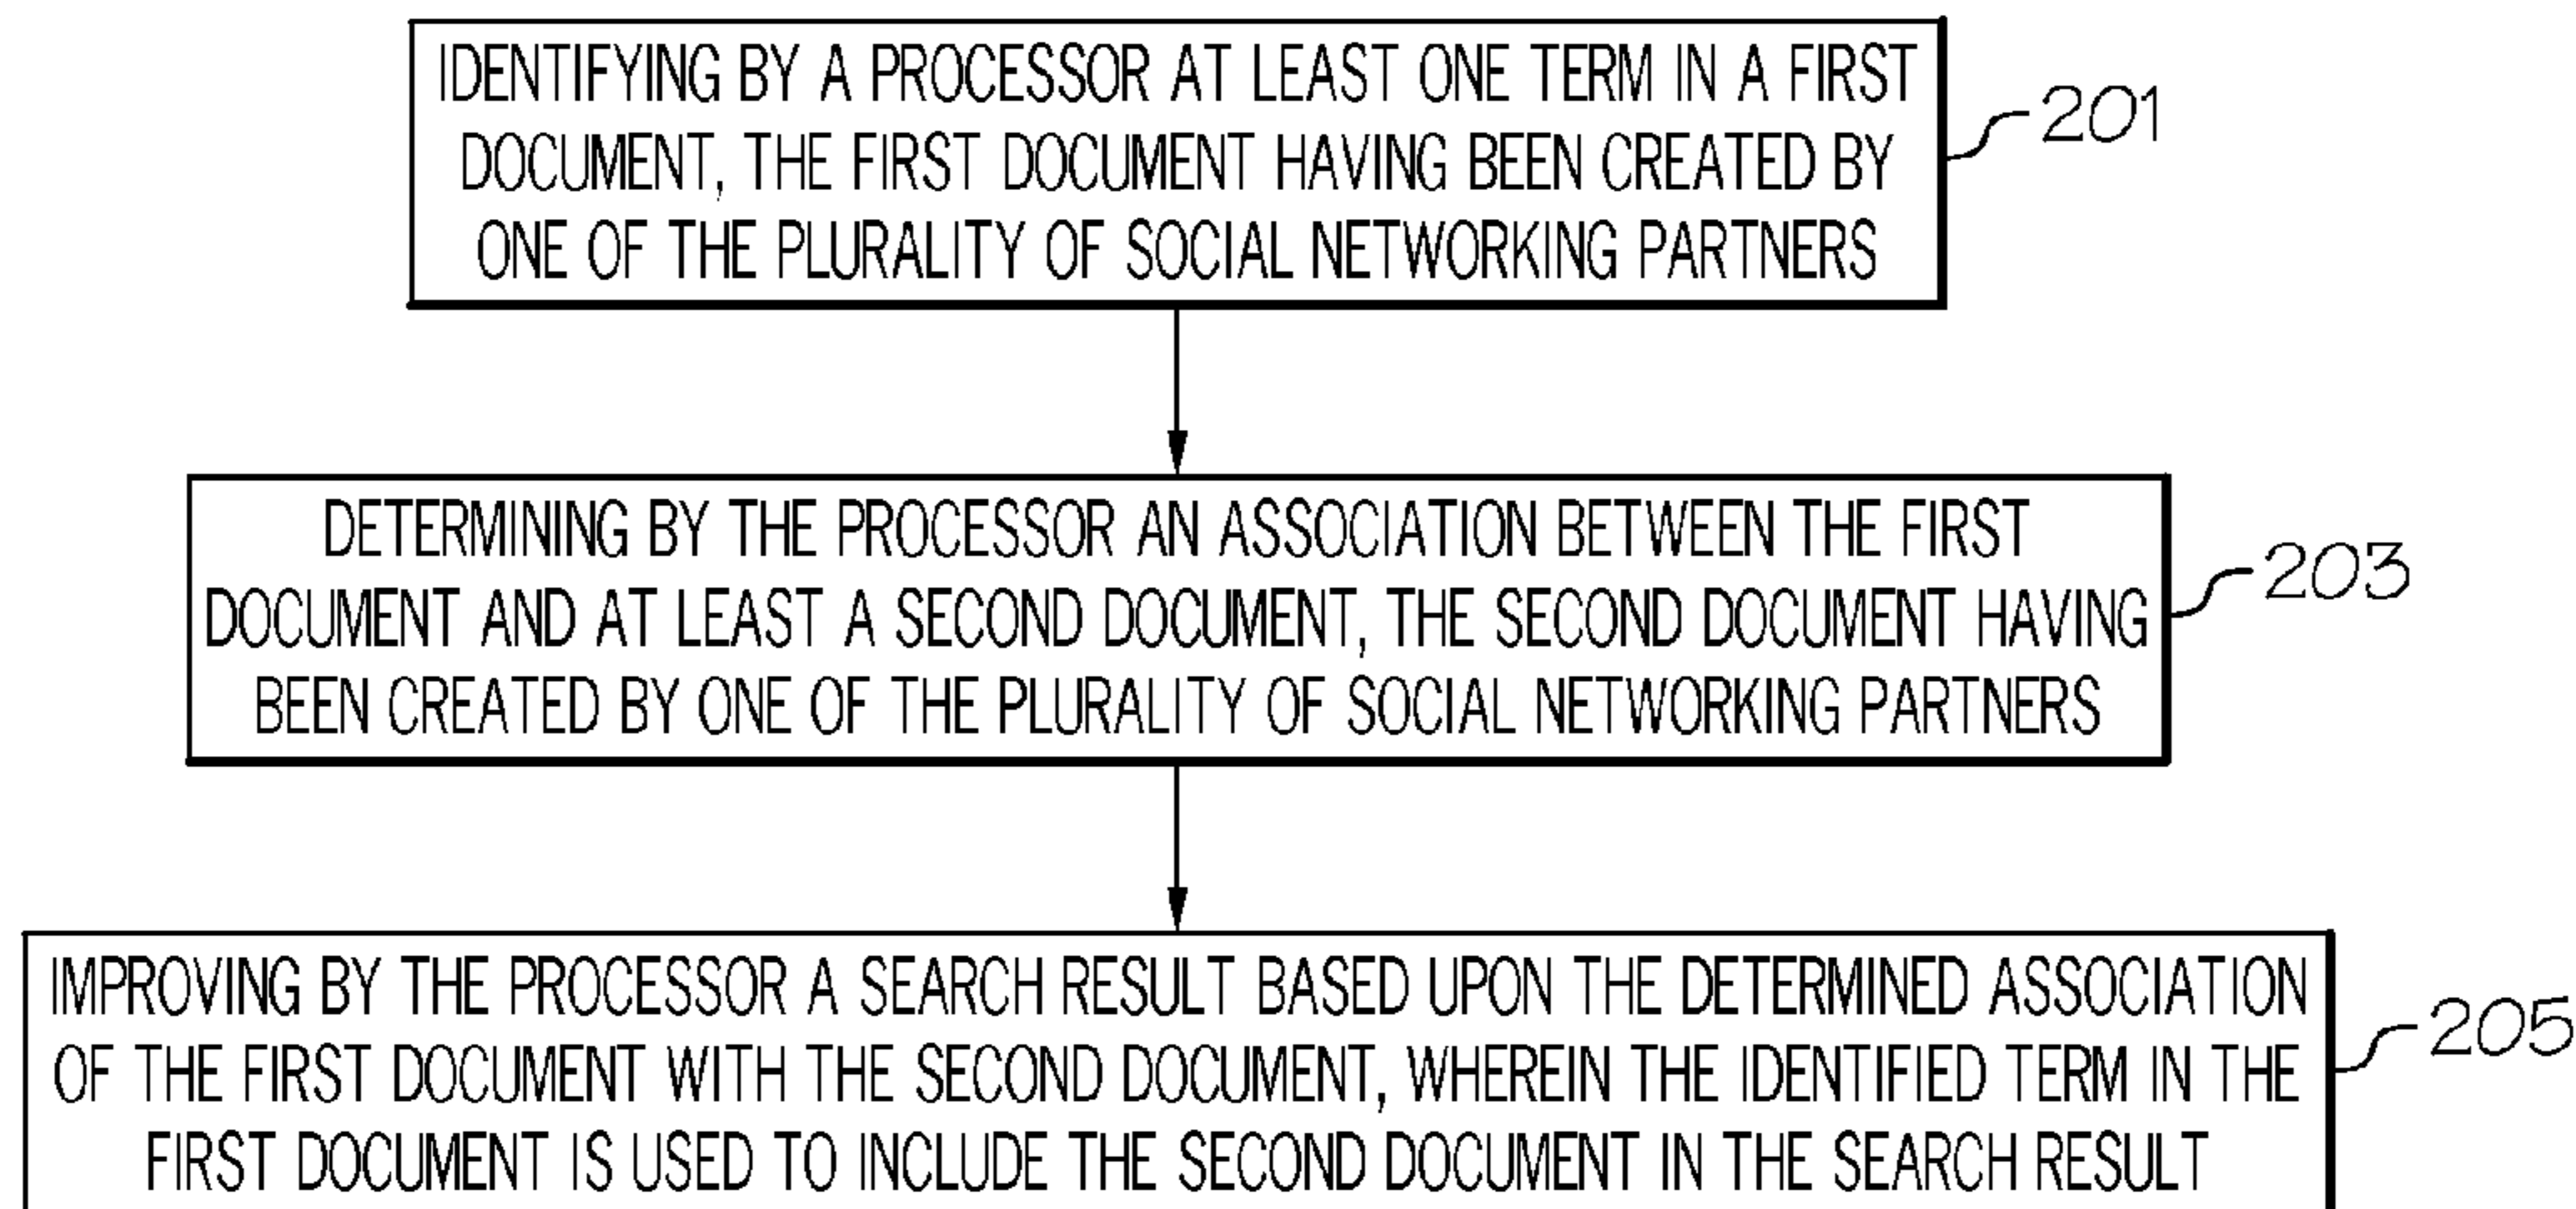 IDENTIFYING BY A PROCESSOR AT LEAST ONE TERM IN A FIRST
DOCUMENT, THE FIRST DOCUMENT HAVING BEEN CREATED BY
ONE OF THE PLURALITY OF SOCIAL NETWORKING PARTNERS
201
DETERMINING BY THE PROCESSOR AN ASSOCIATION BETWEEN THE FIRST
DOCUMENT AND AT LEAST A SECOND DOCUMENT, THE SECOND DOCUMENT HAVING
BEEN CREATED BY ONE OF THE PLURALITY OF SOCIAL NETWORKING PARTNERS
203
IMPROVING BY THE PROCESSOR A SEARCH RESULT BASED UPON THE DETERMINED ASSOCIATION
OF THE FIRST DOCUMENT WITH THE SECOND DOCUMENT, WHEREIN THE IDENTIFIED TERM IN THE
FIRST DOCUMENT IS USED TO INCLUDE THE SECOND DOCUMENT IN THE SEARCH RESULT
205